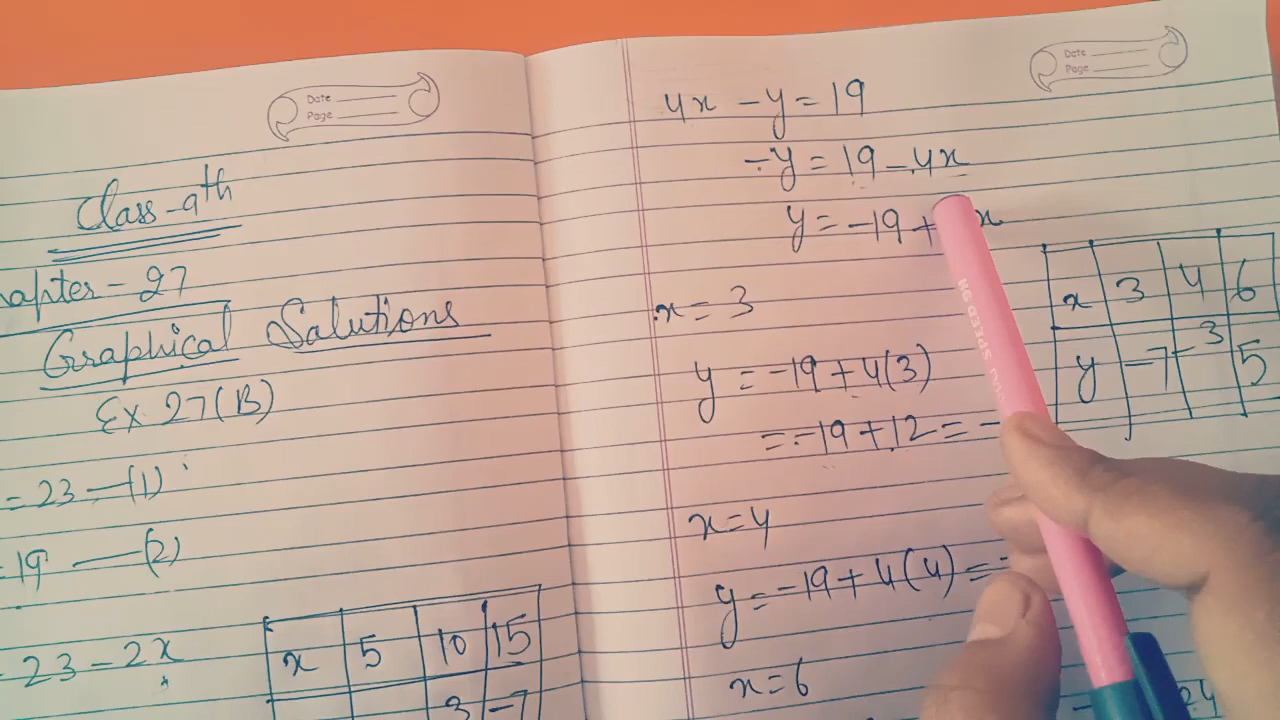 Date
Page
Class-9th
hapter-27
Graphical Solutions
Ex 27(B)
= 23 —(1)
=19 —(2)
23-2x
x 5 10 15
3 -7
Date
Page
4x - y = 19
-y = 19-4x
y = -19 + x
x = 3
y = -19 + 4(3)
= -19 + 12 = -
x = 4
y = -19 + 4(4) = -
x = 6
x 3 4 6
y -7 -3 5
24